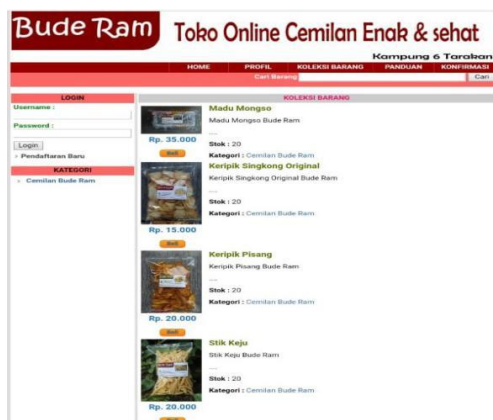 Bude Ram
Toko Online Cemilan Enak & sehat
Kampung 6 Tarakan
HOME PROFIL KOLEKSI BARANG PANDUAN KONFIRMASI
Cari Barang Cari
LOGIN
Username :
Password :
Login
Pendaftaran Baru
KATEGORI
Cemilan Bude Ram
KOLEKSI BARANG
Madu Mongso
Madu Mongso Bude Ram
...
Rp. 35.000
Stok : 20
Beli
Kategori : Cemilan Bude Ram
Keripik Singkong Original
Keripik Singkong Original Bude Ram
...
Stok : 20
Kategori : Cemilan Bude Ram
Rp. 15.000
Beli
Keripik Pisang
Keripik Pisang Bude Ram
...
Stok : 20
Kategori : Cemilan Bude Ram
Rp. 20.000
Beli
Stik Keju
Stik Keju Bude Ram
...
Stok : 20
Kategori : Cemilan Bude Ram
Rp. 20.000
Beli